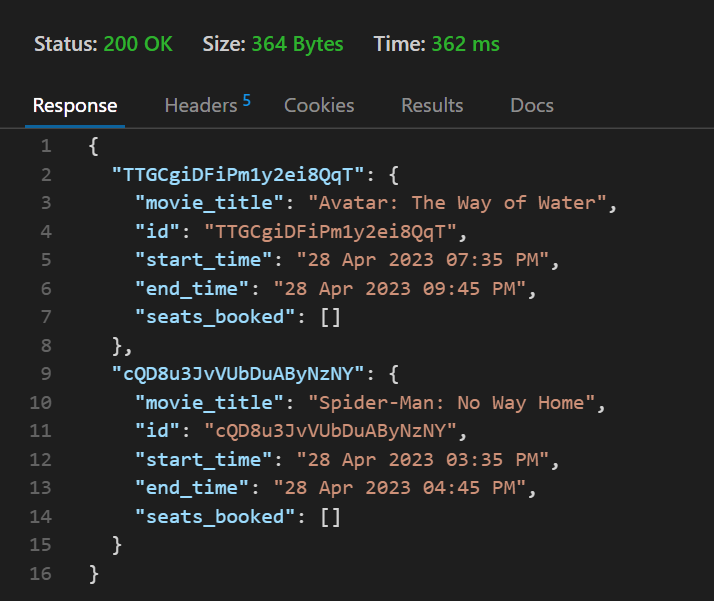 Status: 200 OK Size: 364 Bytes Time: 362 ms
Response Headers 5 Cookies Results Docs
1 {
2 "TTGCgiDFiPm1y2ei8QqT": {
3 "movie_title": "Avatar: The Way of Water",
4 "id": "TTGCgiDFiPm1y2ei8QqT",
5 "start_time": "28 Apr 2023 07:35 PM",
6 "end_time": "28 Apr 2023 09:45 PM",
7 "seats_booked": []
8 },
9 "cQD8u3JvVUbDuAByNzNY": {
10 "movie_title": "Spider-Man: No Way Home",
11 "id": "cQD8u3JvVUbDuAByNzNY",
12 "start_time": "28 Apr 2023 03:35 PM",
13 "end_time": "28 Apr 2023 04:45 PM",
14 "seats_booked": []
15 }
16 }